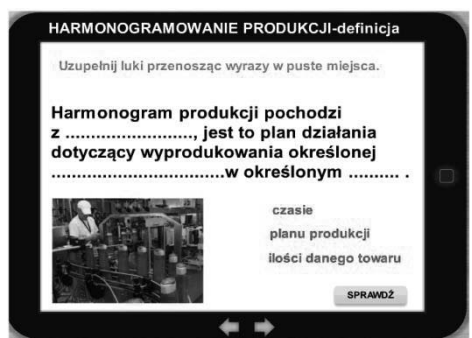 HARMONOGRAMOWANIE PRODUKCJI-definicja
Uzupełnij luki przenosząc wyrazy w puste miejsca.
Harmonogram produkcji pochodzi
z ........................., jest to plan działania
dotyczący wyprodukowania określonej
...................................w określonym .......... .
czasie
planu produkcji
ilości danego towaru
SPRAWDŹ